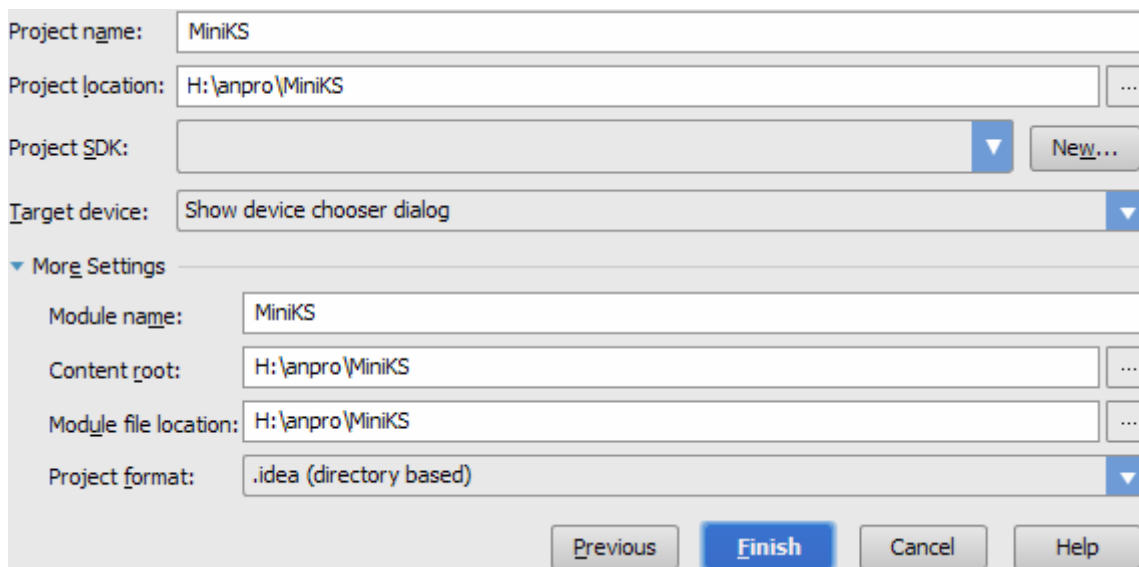 Project name: MiniKS
Project location: H:\anpro\MiniKS ...
Project SDK: New...
Target device: Show device chooser dialog
More Settings
Module name: MiniKS
Content root: H:\anpro\MiniKS ...
Module file location: H:\anpro\MiniKS ...
Project format: .idea (directory based)
Previous Finish Cancel Help